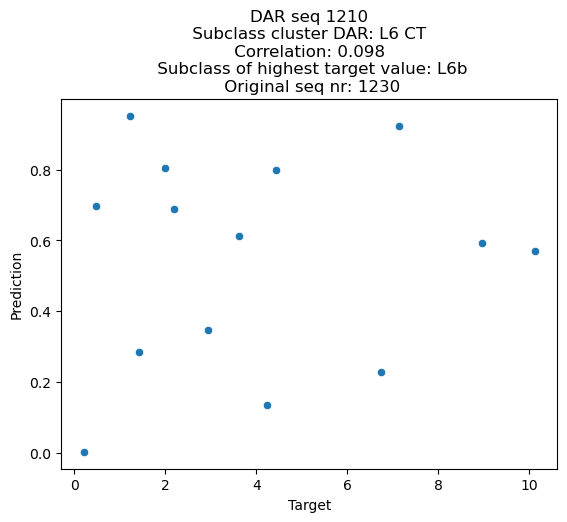 DAR seq 1210
Subclass cluster DAR: L6 CT
Correlation: 0.098
Subclass of highest target value: L6b
Original seq nr: 1230
0.8
0.6
0.4
0.2
0.0
Prediction
0 2 4 6 8 10
Target